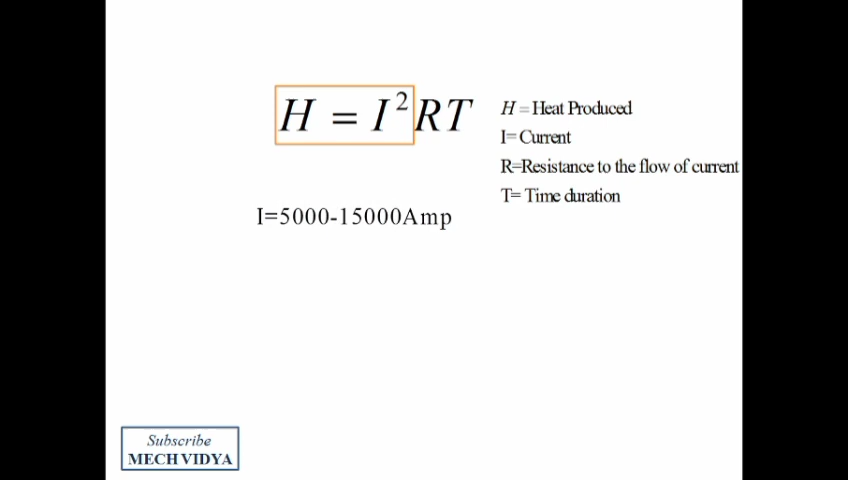 H = I²RT
H = Heat Produced
I= Current
R=Resistance to the flow of current
T= Time duration
I=5000-15000Amp
Subscribe
MECH VIDYA